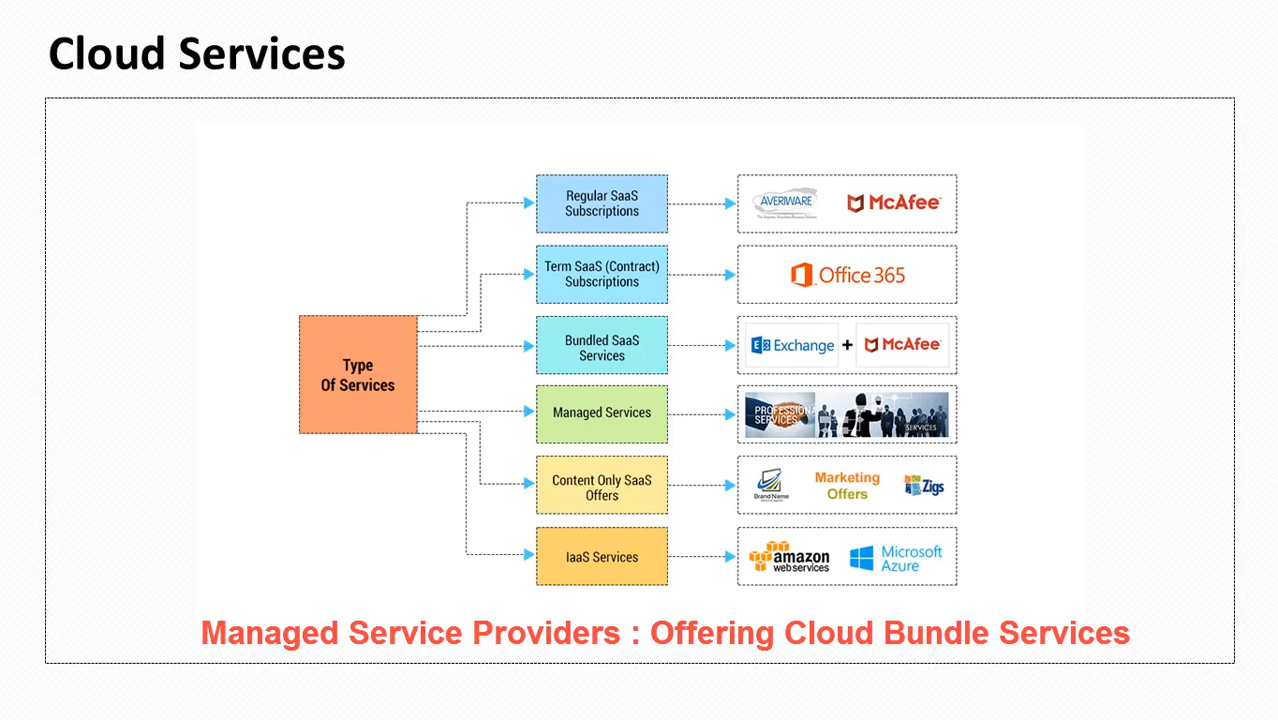 Cloud Services
Regular SaaS
Subscriptions
AVERIWARE
McAfee
Term SaaS (Contract)
Subscriptions
Office 365
Type
Of Services
Bundled SaaS
Services
Exchange + McAfee
Managed Services
PROFESSIONAL
SERVICES
SERVICES
Content Only SaaS
Offers
Brand Name
Marketing
Offers
Zigs
IaaS Services
amazon
web services
Microsoft
Azure
Managed Service Providers : Offering Cloud Bundle Services